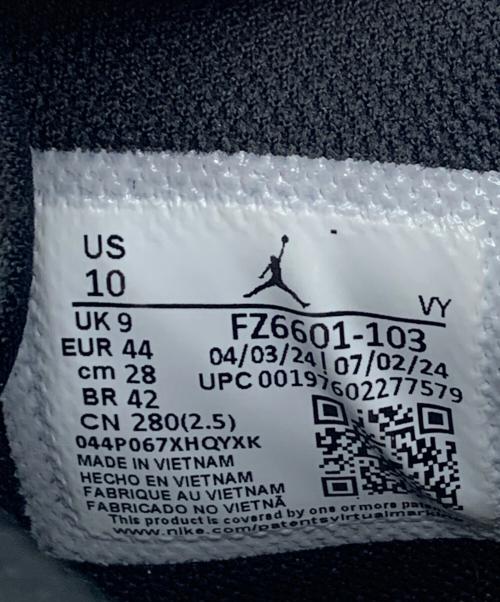 US
10
VY
UK 9
EUR 44
cm 28
BR 42
CN 280(2.5)
044P067XHQYXK
FZ6601-103
04/03/24 | 07/02/24
UPC 00197602277579
MADE IN VIETNAM
HECHO EN VIETNAM
FABRIQUE AU VIETNAM
FABRICADO NO VIETNÃ
This product is covered by one or more
www.nike.com/patents